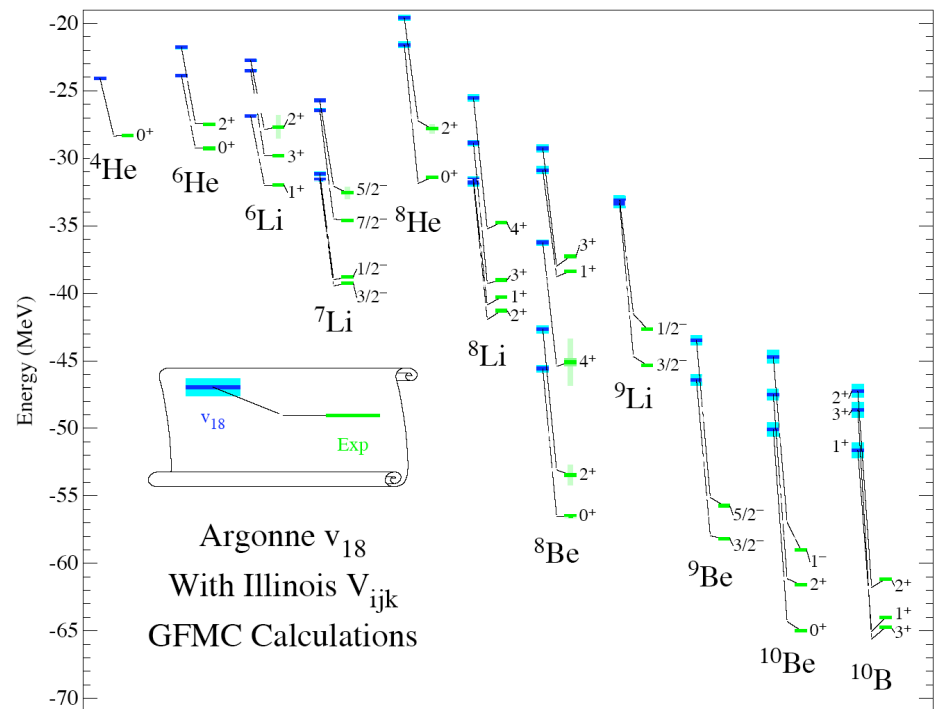 -20
-25
-30
-35
-40
-45
-50
-55
-60
-65
-70
Energy (MeV)
0⁺
⁴He
2⁺
0⁺
⁶He
2⁺
3⁺
1⁺
⁶Li
5/2⁻
7/2⁻
1/2⁻
3/2⁻
⁷Li
2⁺
0⁺
⁸He
4⁺
3⁺
1⁺
2⁺
⁸Li
3⁺
1⁺
4⁺
2⁺
0⁺
⁸Be
1/2⁻
3/2⁻
⁹Li
5/2⁻
3/2⁻
⁹Be
1⁻
2⁺
0⁺
¹⁰Be
2⁺
3⁺
1⁺
2⁺
1⁺
3⁺
¹⁰B
v₁₈
Exp
Argonne v₁₈
With Illinois Vᵢⱼₖ
GFMC Calculations